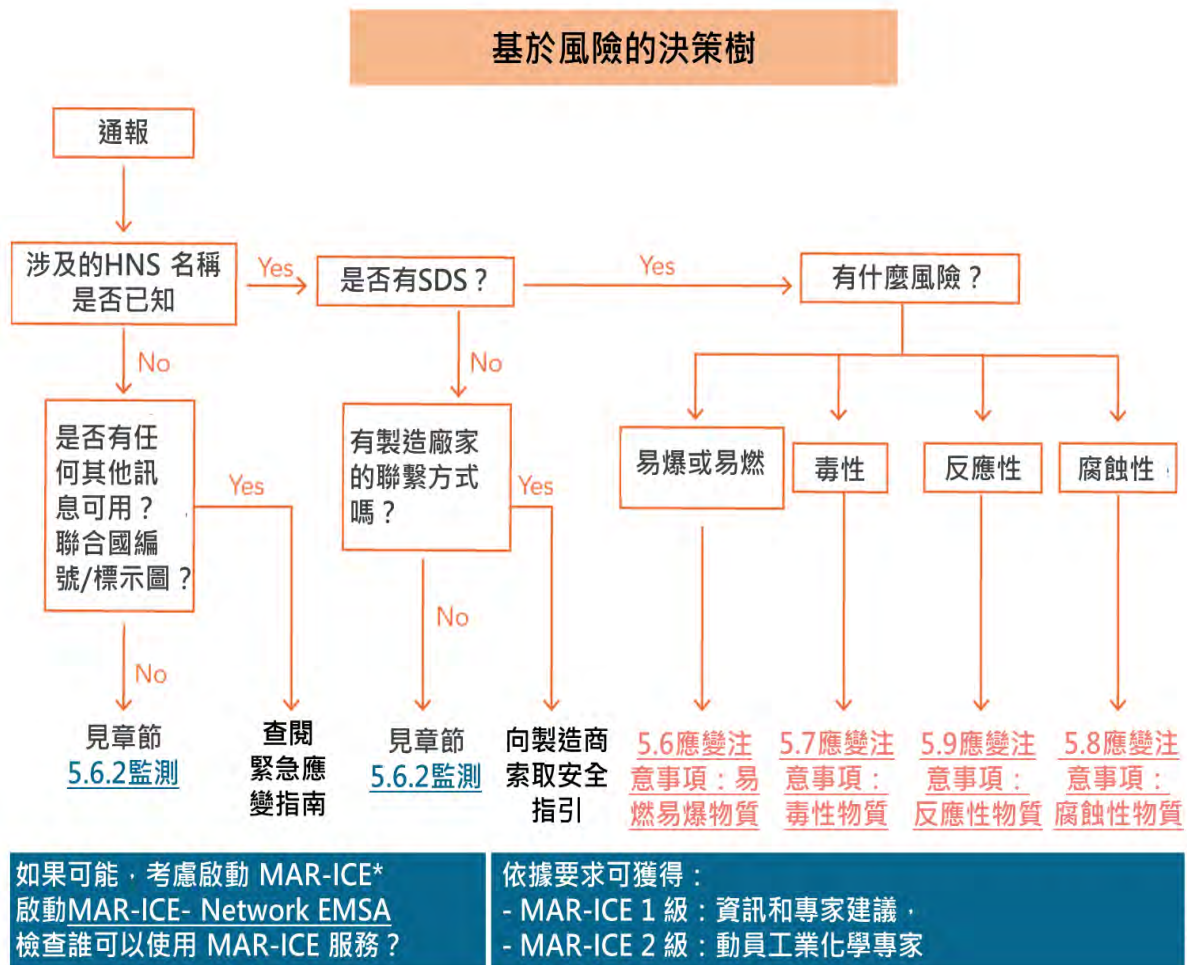 基於風險的決策樹
通報
涉及的HNS 名稱
是否已知
Yes
是否有SDS？
Yes
有什麼風險？
No
No
是否有任
何其他訊
息可用？
聯合國編
號/標示圖？
Yes
有製造廠家
的聯繫方式
嗎？
Yes
易爆或易燃
毒性
反應性
腐蝕性
No
No
見章節
5.6.2監測
查閱
緊急應
變指南
見章節
5.6.2監測
向製造商
索取安全
指引
5.6應變注
意事項：易
燃易爆物質
5.7應變注
意事項：
毒性物質
5.9應變注
意事項：
反應性物質
5.8應變注
意事項：
腐蝕性物質
如果可能，考慮啟動 MAR-ICE*
啟動MAR-ICE- Network EMSA
檢查誰可以使用 MAR-ICE 服務？
依據要求可獲得：
- MAR-ICE 1 級：資訊和專家建議，
- MAR-ICE 2 級：動員工業化學專家